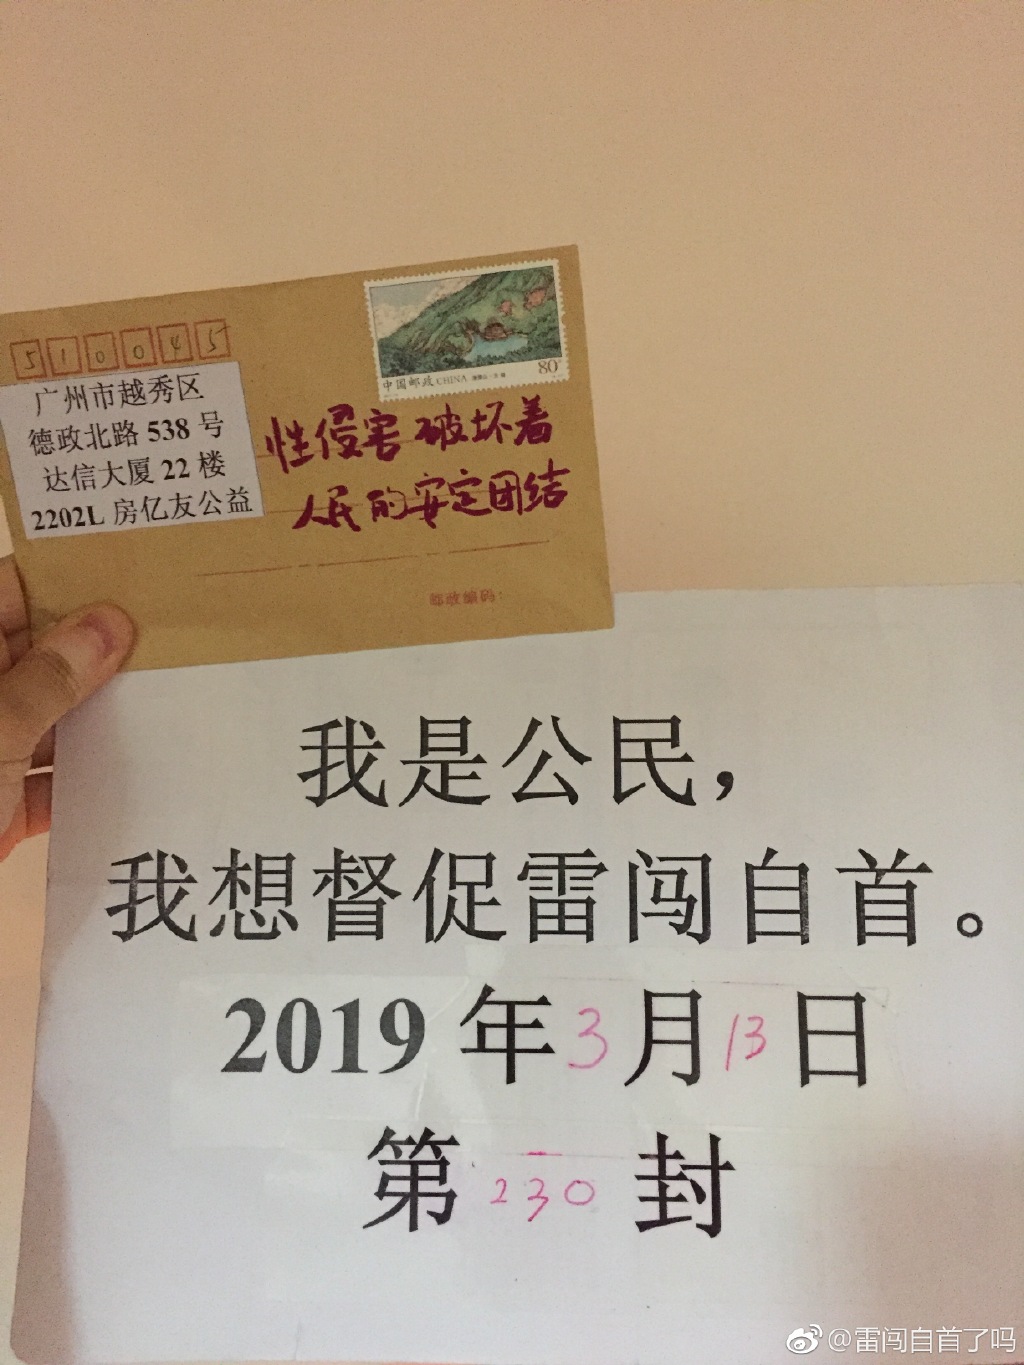 510045
中国邮政 CHINA
80分
广州市越秀区
德政北路 538 号
达信大厦 22 楼
2202L 房亿友公益
性侵害破坏着
人民的安定团结
邮政编码：
我是公民，
我想督促雷闯自首。
2019 年 3 月 13 日
第 230 封
@雷闯自首了吗